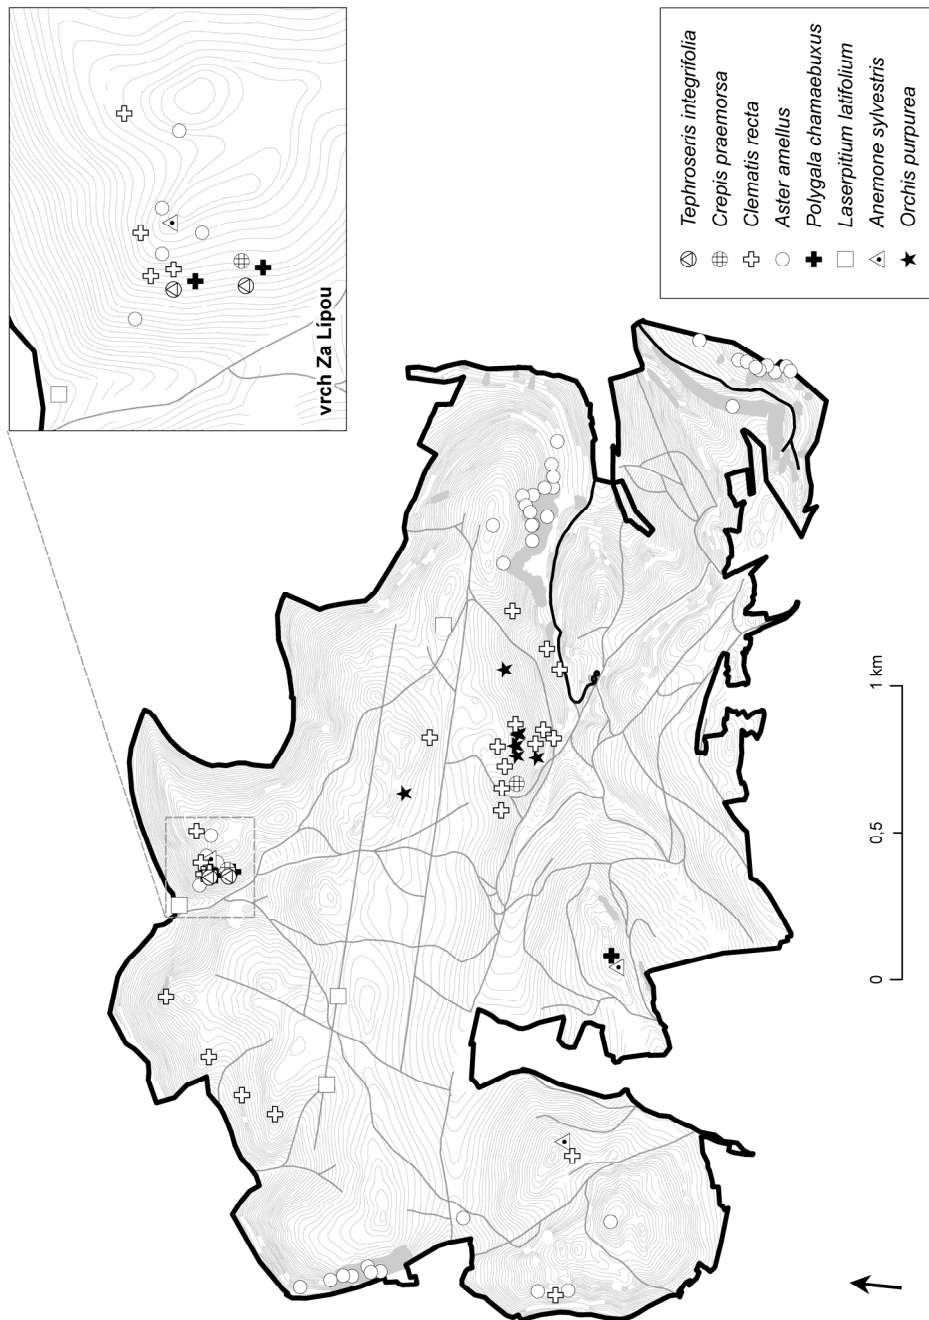 vrch Za Lípou
Tephroseris integrifolia
Crepis praemorsa
Clematis recta
Aster amellus
Polygala chamaebuxus
Laserpitium latifolium
Anemone sylvestris
Orchis purpurea
0 0,5 1 km